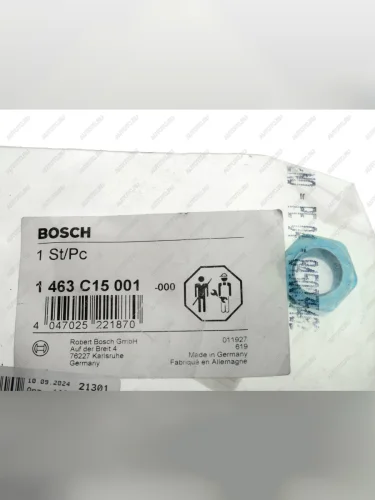 BOSCH
1 St/Pc
1 463 C15 001 -000
4 047025 221870
Robert Bosch GmbH
Auf der Breit 4
76227 Karlsruhe
Germany
011927
619
Made in Germany
Fabriqué en Allemagne
10 09.2024 21301